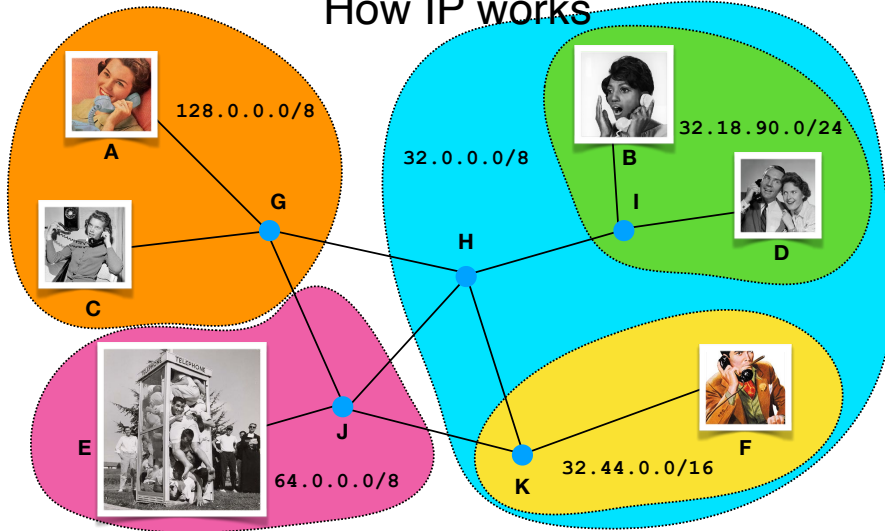 How IP works
128.0.0.0/8
A
G
C
32.0.0.0/8
H
B
32.18.90.0/24
I
D
TELEPHONE
TELEPHONE
E
J
64.0.0.0/8
K
32.44.0.0/16
F